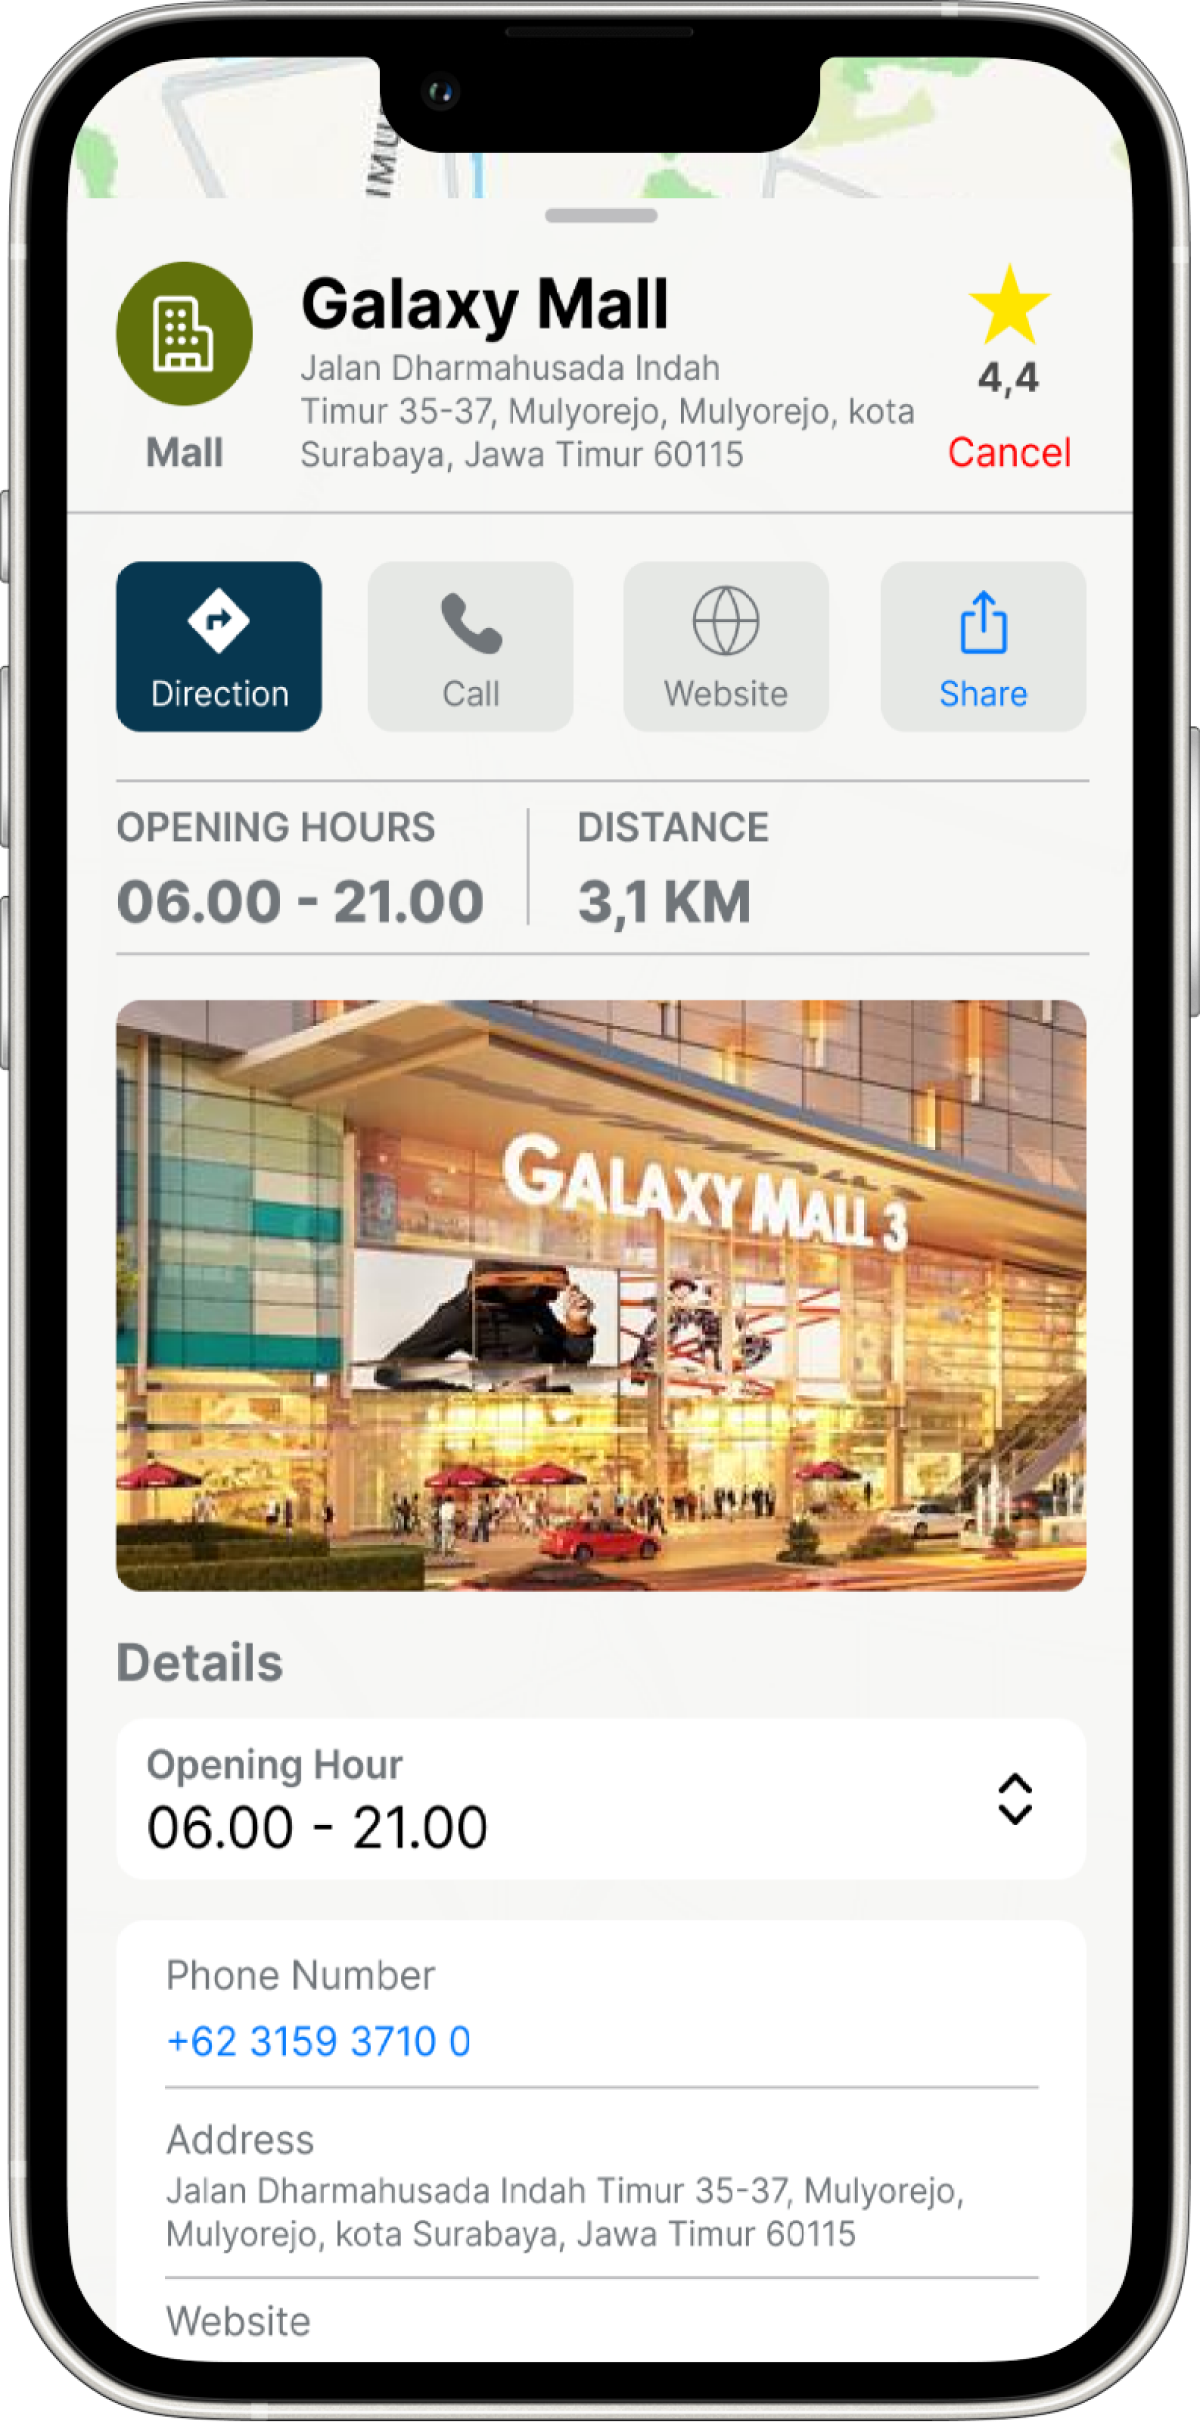 IMU
Galaxy Mall
Jalan Dharmahusada Indah
Timur 35-37, Mulyorejo, Mulyorejo, kota
Surabaya, Jawa Timur 60115
Mall
4,4
Cancel
Direction
Call
Website
Share
OPENING HOURS
DISTANCE
06.00 - 21.00
3,1 KM
GALAXY MALL 3
Details
Opening Hour
06.00 - 21.00
Phone Number
+62 3159 3710 0
Address
Jalan Dharmahusada Indah Timur 35-37, Mulyorejo,
Mulyorejo, kota Surabaya, Jawa Timur 60115
Website